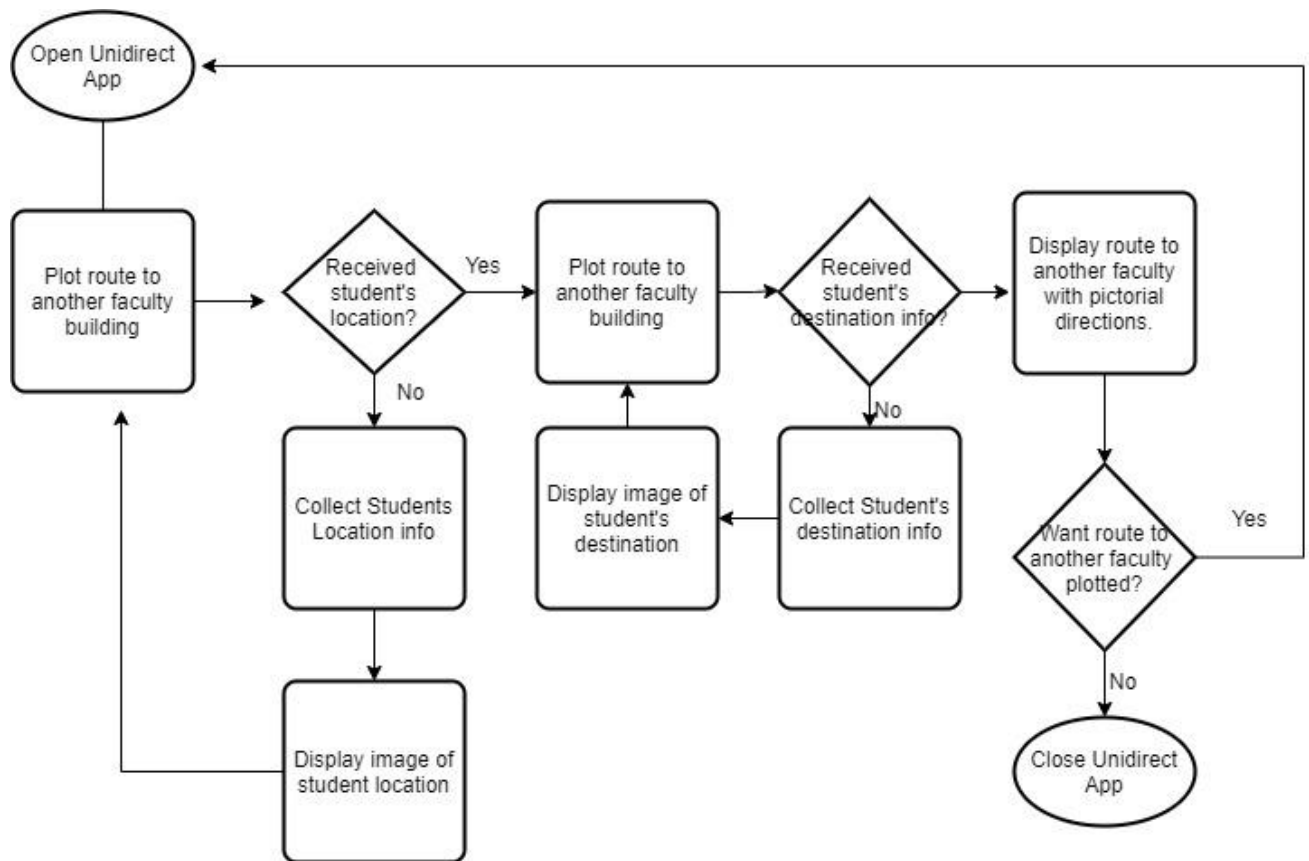 Open Unidirect
App
Plot route to
another faculty
building
Received
student's
location?
Yes
Plot route to
another faculty
building
Received
student's
destination info?
Display route to
another faculty
with pictorial
directions.
No
Collect Students
Location info
Display image of
student location
No
Collect Student's
destination info
Display image of
student's
destination
Want route to
another faculty
plotted?
Yes
No
Close Unidirect
App